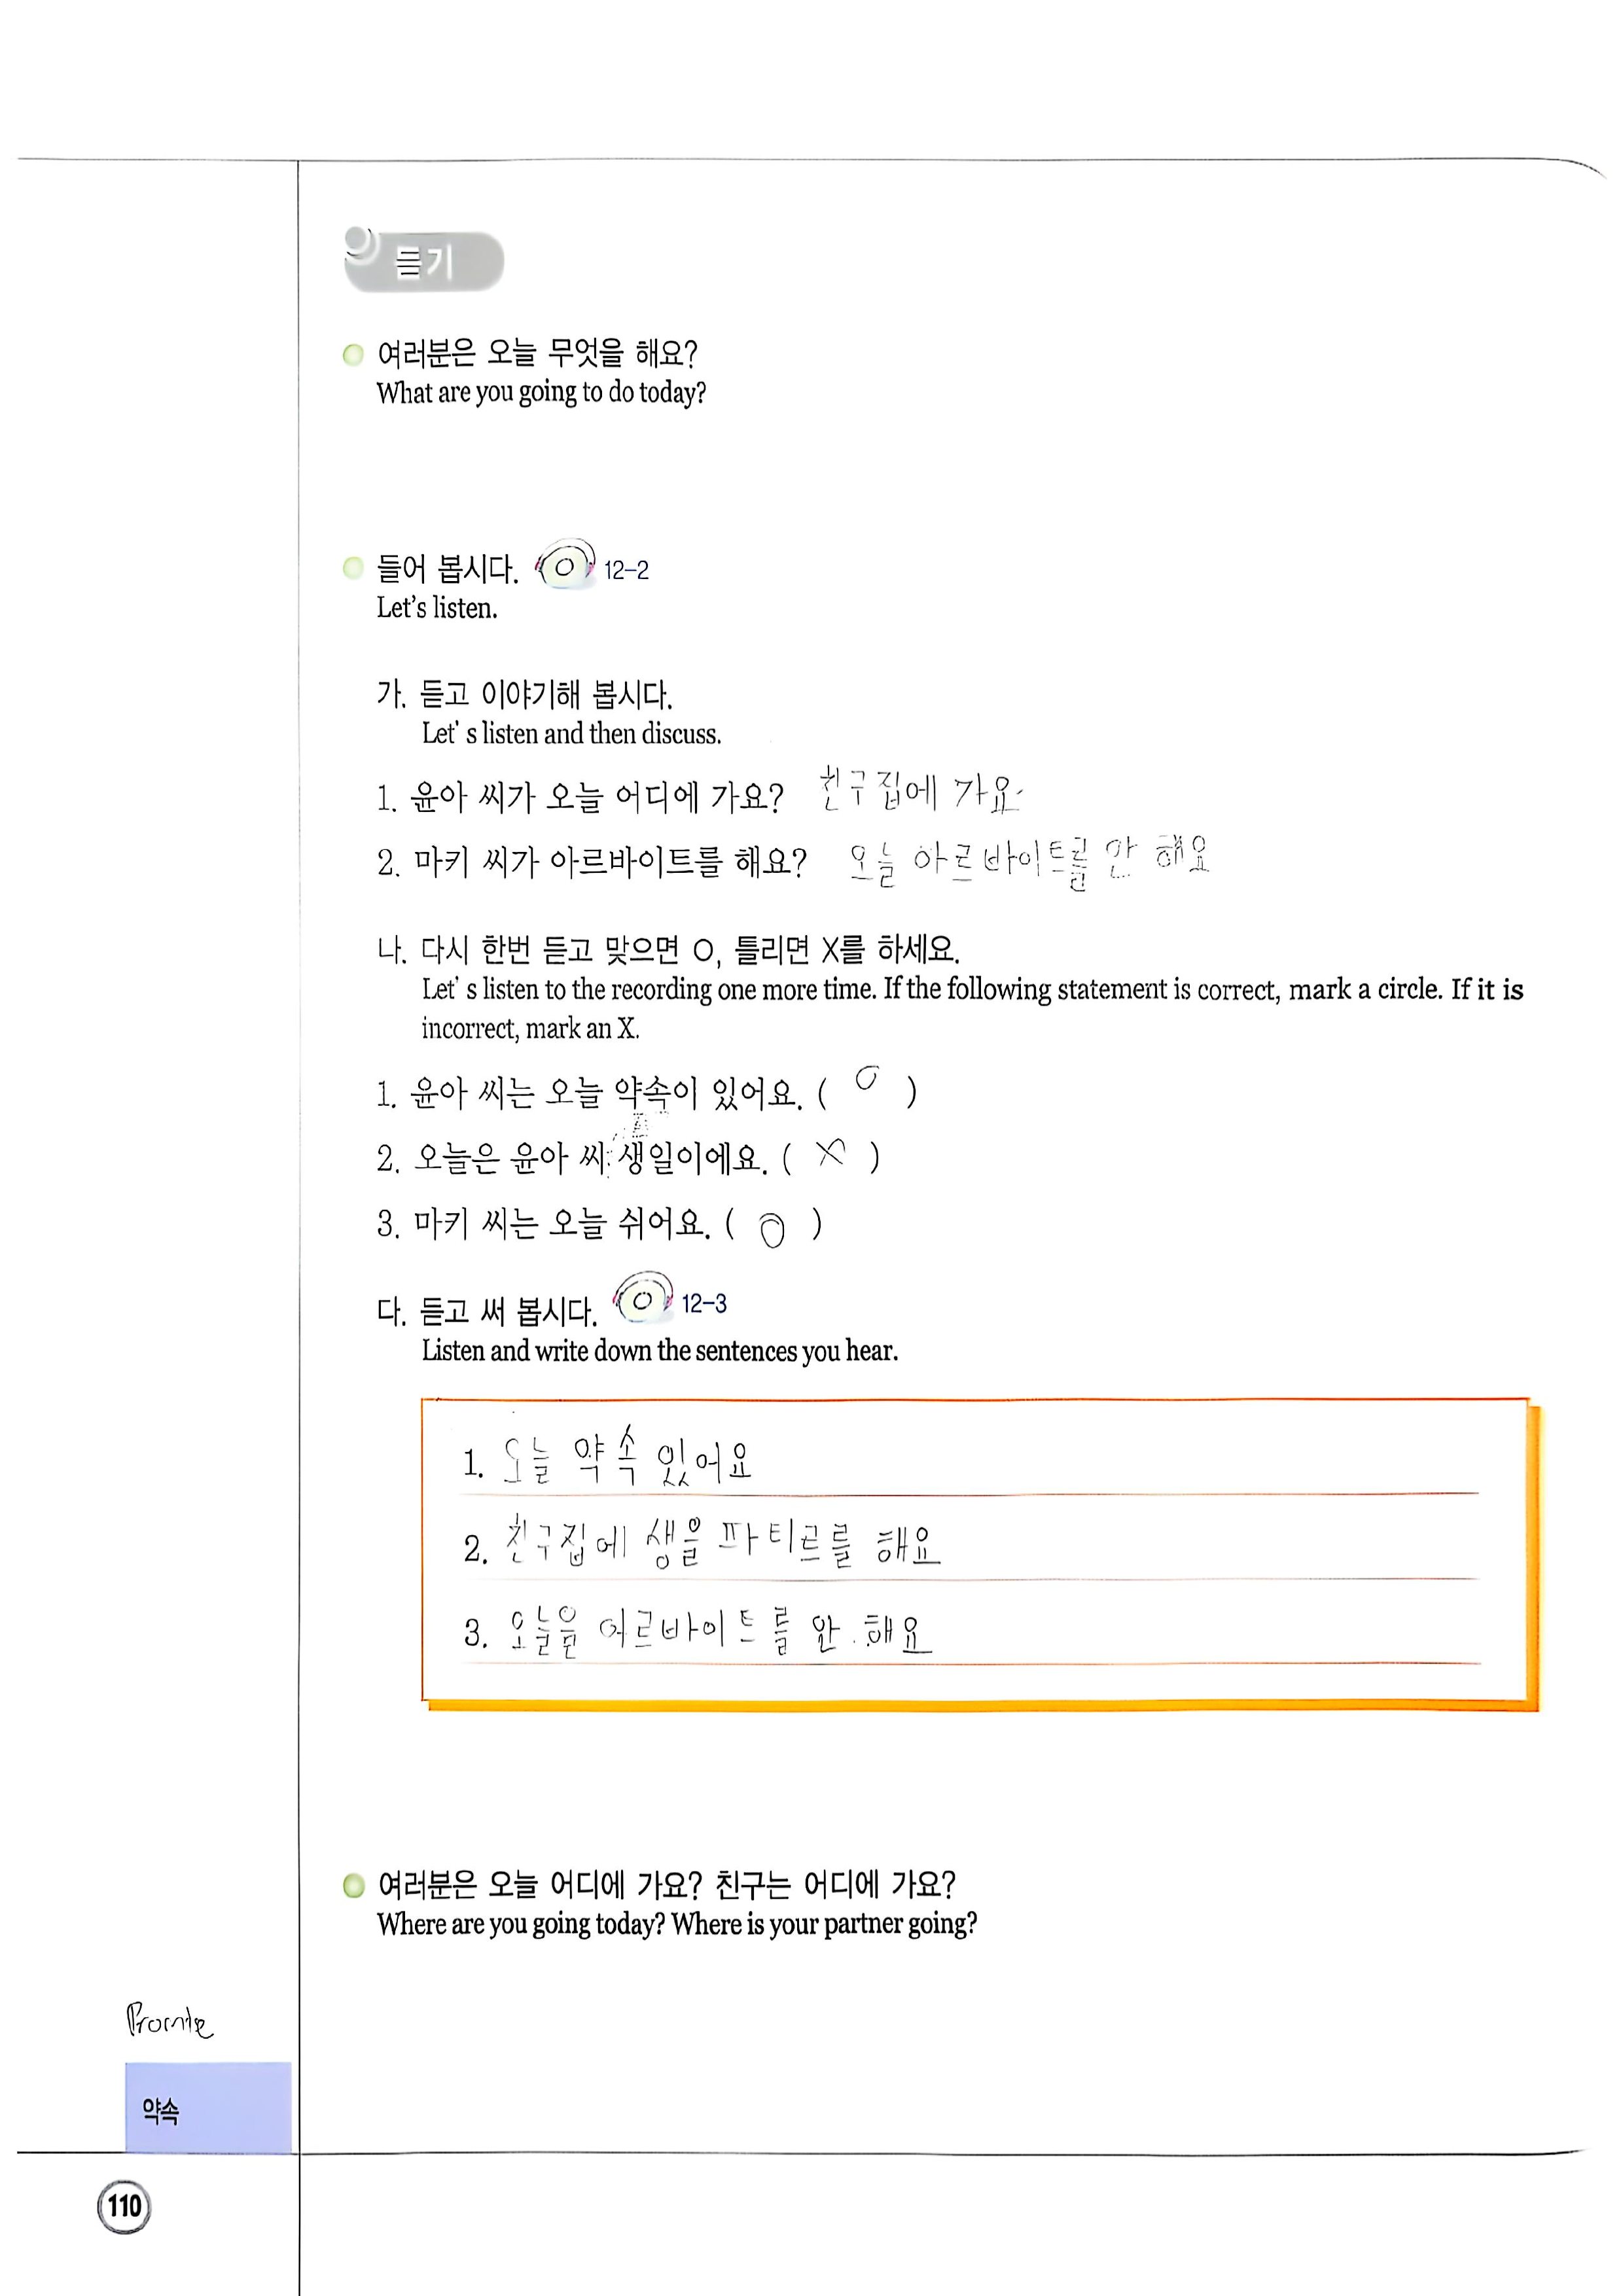 듣기
여러분은 오늘 무엇을 해요?
What are you going to do today?
들어 봅시다. 12-2
Let's listen.
가. 듣고 이야기해 봅시다.
Let's listen and then discuss.
1. 윤아 씨가 오늘 어디에 가요? 친구집에 가요
2. 마키 씨가 아르바이트를 해요? 오늘 아르바이트를 안 해요
나. 다시 한번 듣고 맞으면 O, 틀리면 X를 하세요.
Let's listen to the recording one more time. If the following statement is correct, mark a circle. If it is
incorrect, mark an X.
1. 윤아 씨는 오늘 약속이 있어요. ( O )
2. 오늘은 윤아 씨 생일이에요. ( X )
3. 마키 씨는 오늘 쉬어요. ( O )
다. 듣고 써 봅시다. 12-3
Listen and write down the sentences you hear.
1. 오늘 약속 있어요
2. 친구집에 생일 파티르를 해요
3. 오늘을 아르바이트를 안 해요
여러분은 오늘 어디에 가요? 친구는 어디에 가요?
Where are you going today? Where is your partner going?
약속
110